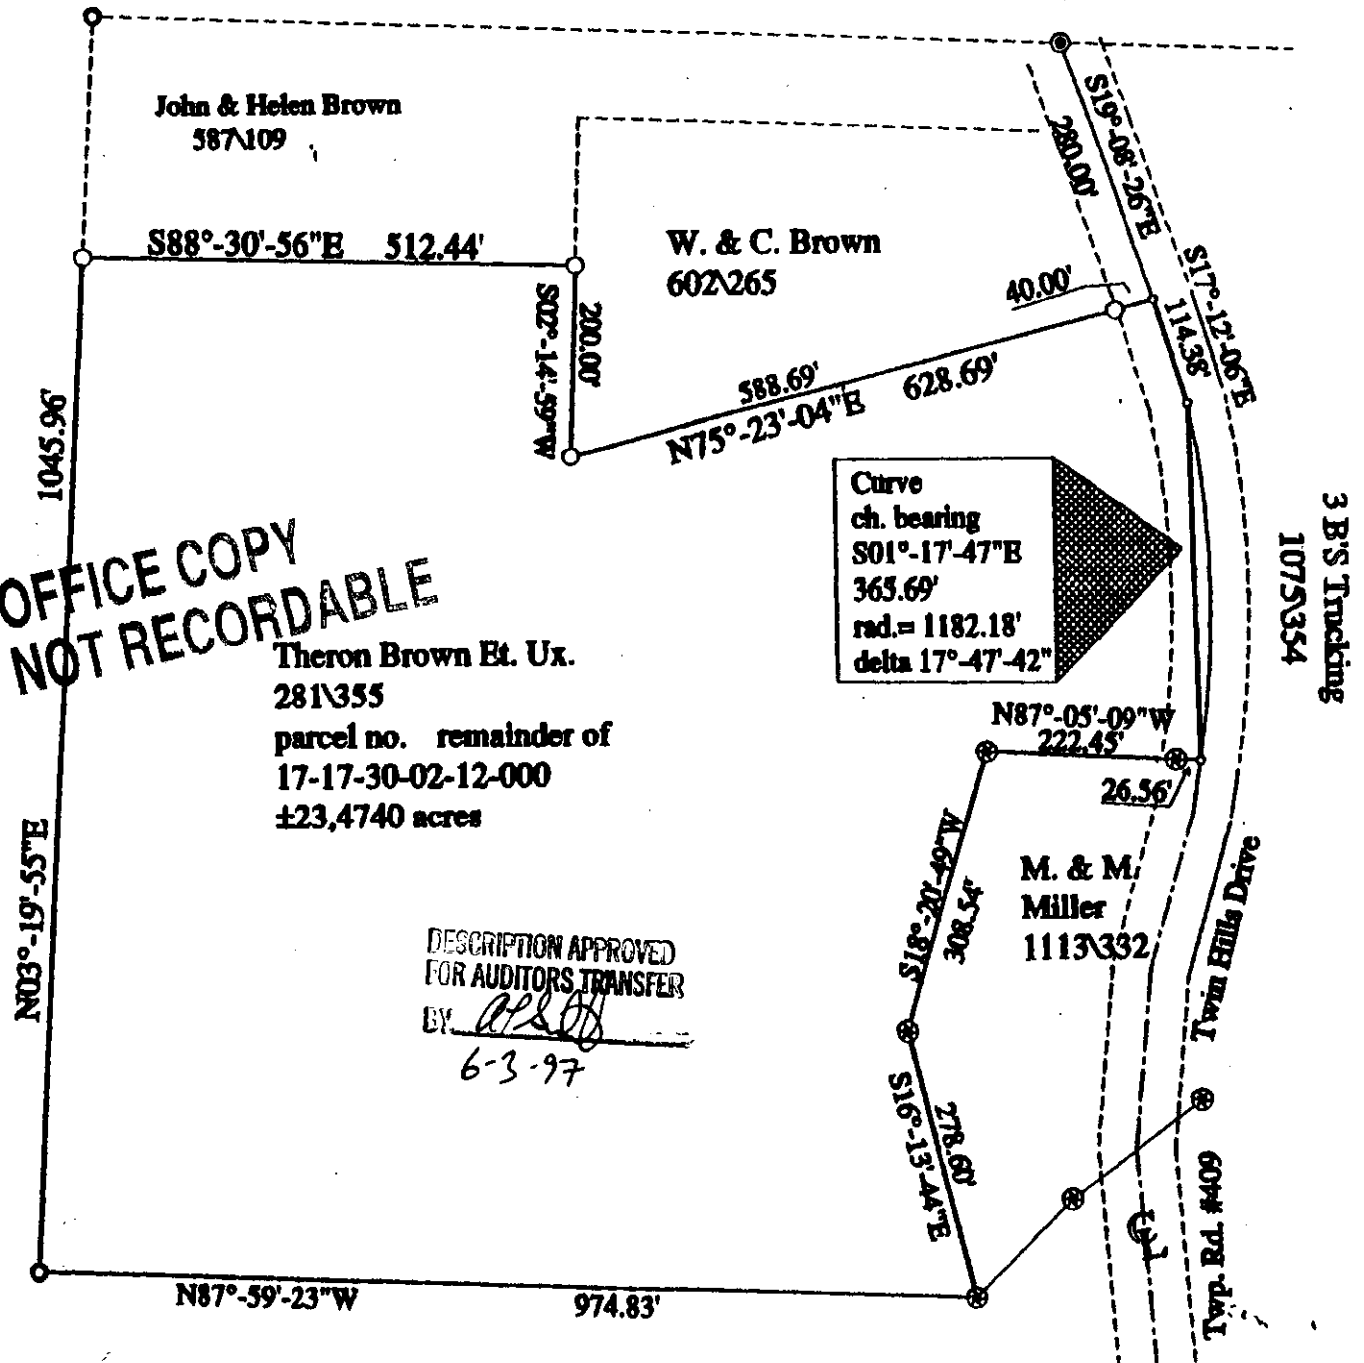 John & Helen Brown
587\109
S88°-30'-56"E 512.44'
W. & C. Brown
602\265
S19°-08'-26"E
280.00'
40.00'
S17°-12'-06"E
114.38'
200.00'
S02°-14'-59"W
588.69'
N75°-23'-04"E 628.69'
1045.96'
N03°-19'-55"E
OFFICE COPY
NOT RECORDABLE
Curve
ch. bearing
S01°-17'-47"E
365.69'
rad.= 1182.18'
delta 17°-47'-42"
3 B'S Trucking
1075\354
Theron Brown Et. Ux.
281\355
parcel no. remainder of
17-17-30-02-12-000
±23,4740 acres
N87°-05'-09"W
222.45'
26.56'
S18°-20'-49"W
308.54'
M. & M.
Miller
1113\332
Twin Hills Drive
DESCRIPTION APPROVED
FOR AUDITORS TRANSFER
BY
6-3-97
278.60'
S16°-13'-44"E
Twp. Rd. #409
N87°-59'-23"W 974.83'